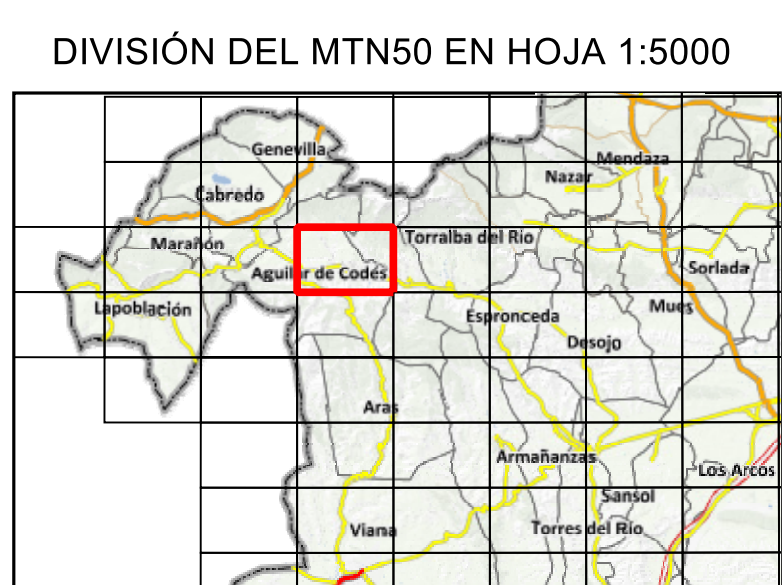 DIVISIÓN DEL MTN50 EN HOJA 1:5000
Genevilla
Mendaza
Nazar
Cabredo
Torralba del Río
Marañón
Sorlada
Aguilar de Codés
Lapoblación
Mues
Espronceda
Desojo
Aras
Armañanzas
Los Arcos
Sansol
Viana
Torres del Río